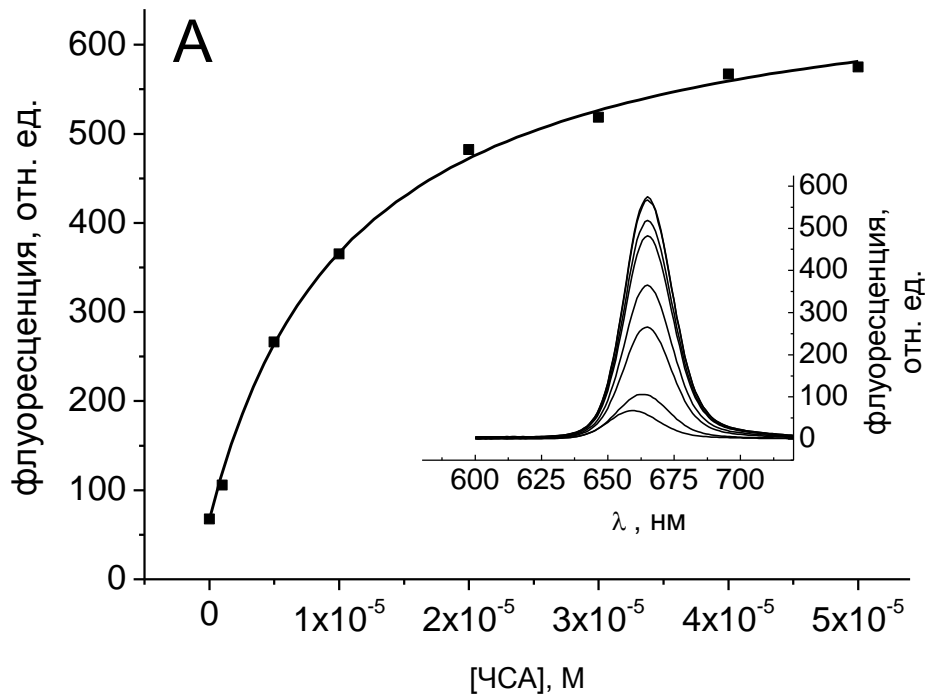 A
флуоресценция, отн. ед.
600
500
400
300
200
100
0
0
1x10⁻⁵
2x10⁻⁵
3x10⁻⁵
4x10⁻⁵
5x10⁻⁵
[ЧСА], М
600
500
400
300
200
100
0
флуоресценция,
отн. ед.
600
625
650
675
700
λ , нм